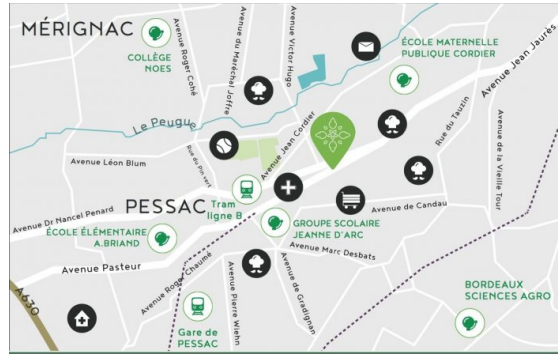 MÉRIGNAC
COLLÈGE
NOES
Avenue Roger Cohé
Avenue du Maréchal Joffre
Avenue Victor Hugo
ÉCOLE MATERNELLE
PUBLIQUE CORDIER
Avenue Jean Jaurès
Le Peugue
Avenue Léon Blum
Rue du Pin vert
Avenue Jean Cordier
Rue du Tauzin
Avenue de la Vieille Tour
PESSAC
Tram
ligne B
Avenue Dr Nancel Penard
ÉCOLE ÉLÉMENTAIRE
A.BRIAND
GROUPE SCOLAIRE
JEANNE D'ARC
Avenue de Candau
Avenue Marc Desbats
Avenue Pasteur
Avenue Roger Chaumé
Avenue Pierre Wiehn
Avenue de Gradignan
A630
Gare de
PESSAC
BORDEAUX
SCIENCES AGRO